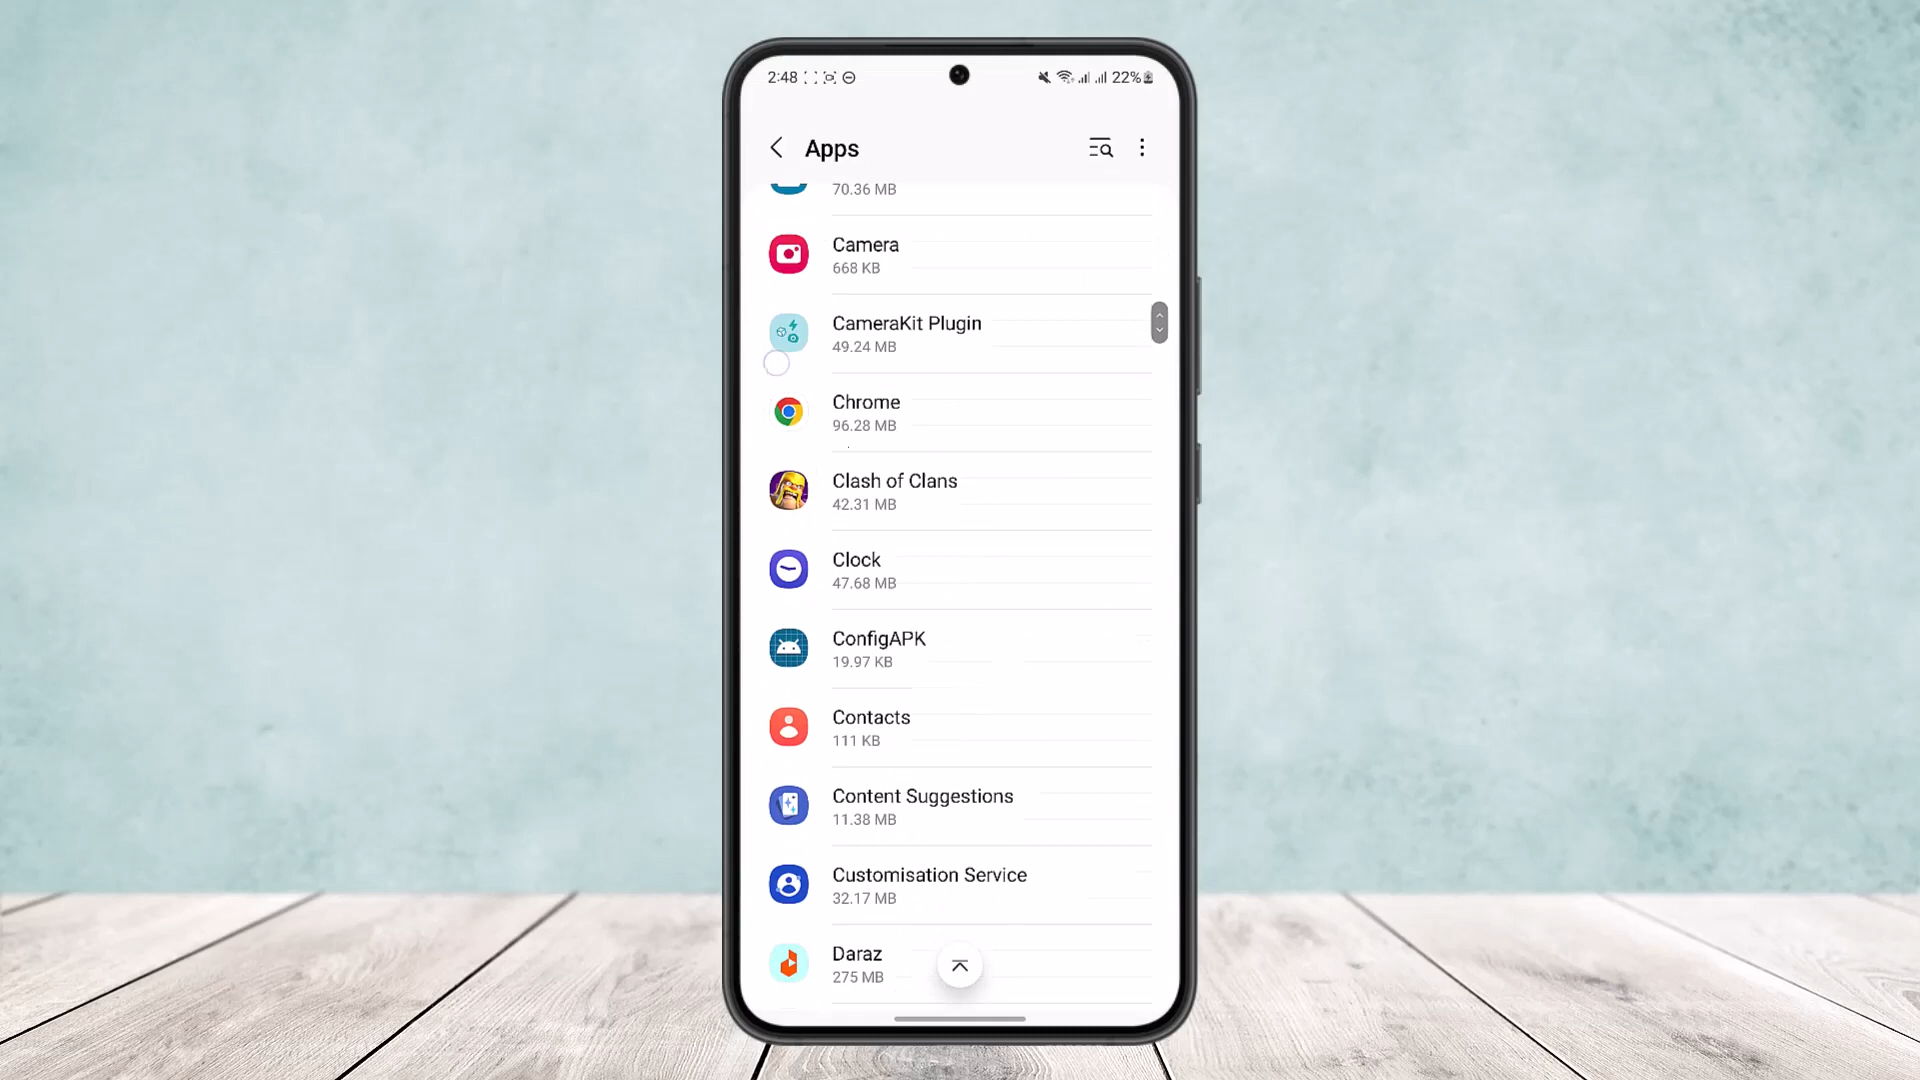 2:48 22%
Apps
70.36 MB
Camera
668 KB
CameraKit Plugin
49.24 MB
Chrome
96.28 MB
Clash of Clans
42.31 MB
Clock
47.68 MB
ConfigAPK
19.97 KB
Contacts
111 KB
Content Suggestions
11.38 MB
Customisation Service
32.17 MB
Daraz
275 MB